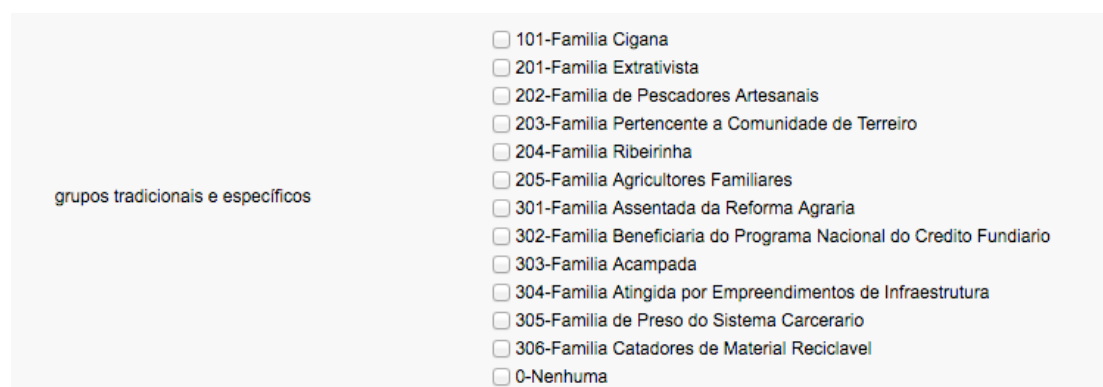 101-Familia Cigana
201-Familia Extrativista
202-Familia de Pescadores Artesanais
203-Familia Pertencente a Comunidade de Terreiro
204-Familia Ribeirinha
205-Familia Agricultores Familiares
grupos tradicionais e específicos
301-Familia Assentada da Reforma Agraria
302-Familia Beneficiaria do Programa Nacional do Credito Fundiario
303-Familia Acampada
304-Familia Atingida por Empreendimentos de Infraestrutura
305-Familia de Preso do Sistema Carcerario
306-Familia Catadores de Material Reciclavel
0-Nenhuma